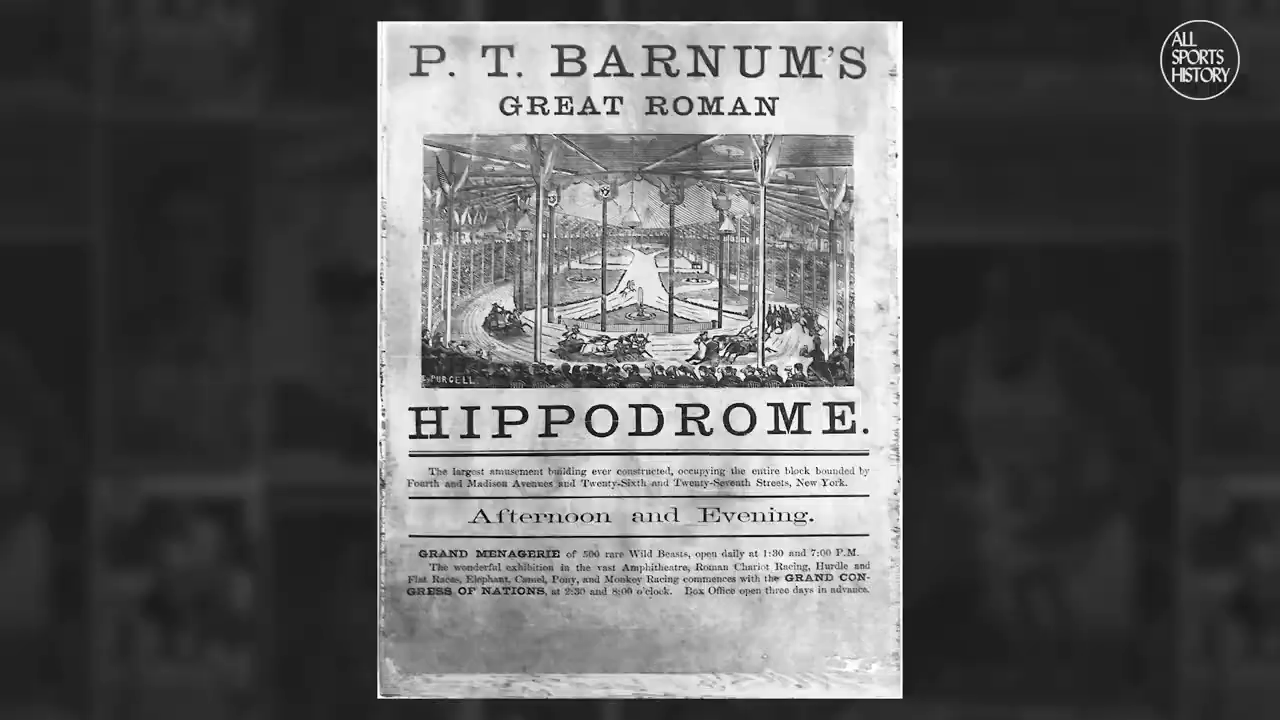 P. T. BARNUM'S
GREAT ROMAN
PURCELL
HIPPODROME.
The largest amusement building ever constructed, occupying the entire block bounded by
Fourth and Madison Avenues and Twenty-Sixth and Twenty-Seventh Streets, New York.
Afternoon and Evening.
GRAND MENAGERIE of 500 rare Wild Beasts, open daily at 1:30 and 7:00 P.M.
The wonderful exhibition in the vast Amphitheatre, Roman Chariot Racing, Hurdle and
Flat Races, Elephant, Camel, Pony, and Monkey Racing commences with the GRAND CON-
GRESS OF NATIONS, at 2:30 and 8:00 o'clock. Box Office open three days in advance.
ALL
SPORTS
HISTORY